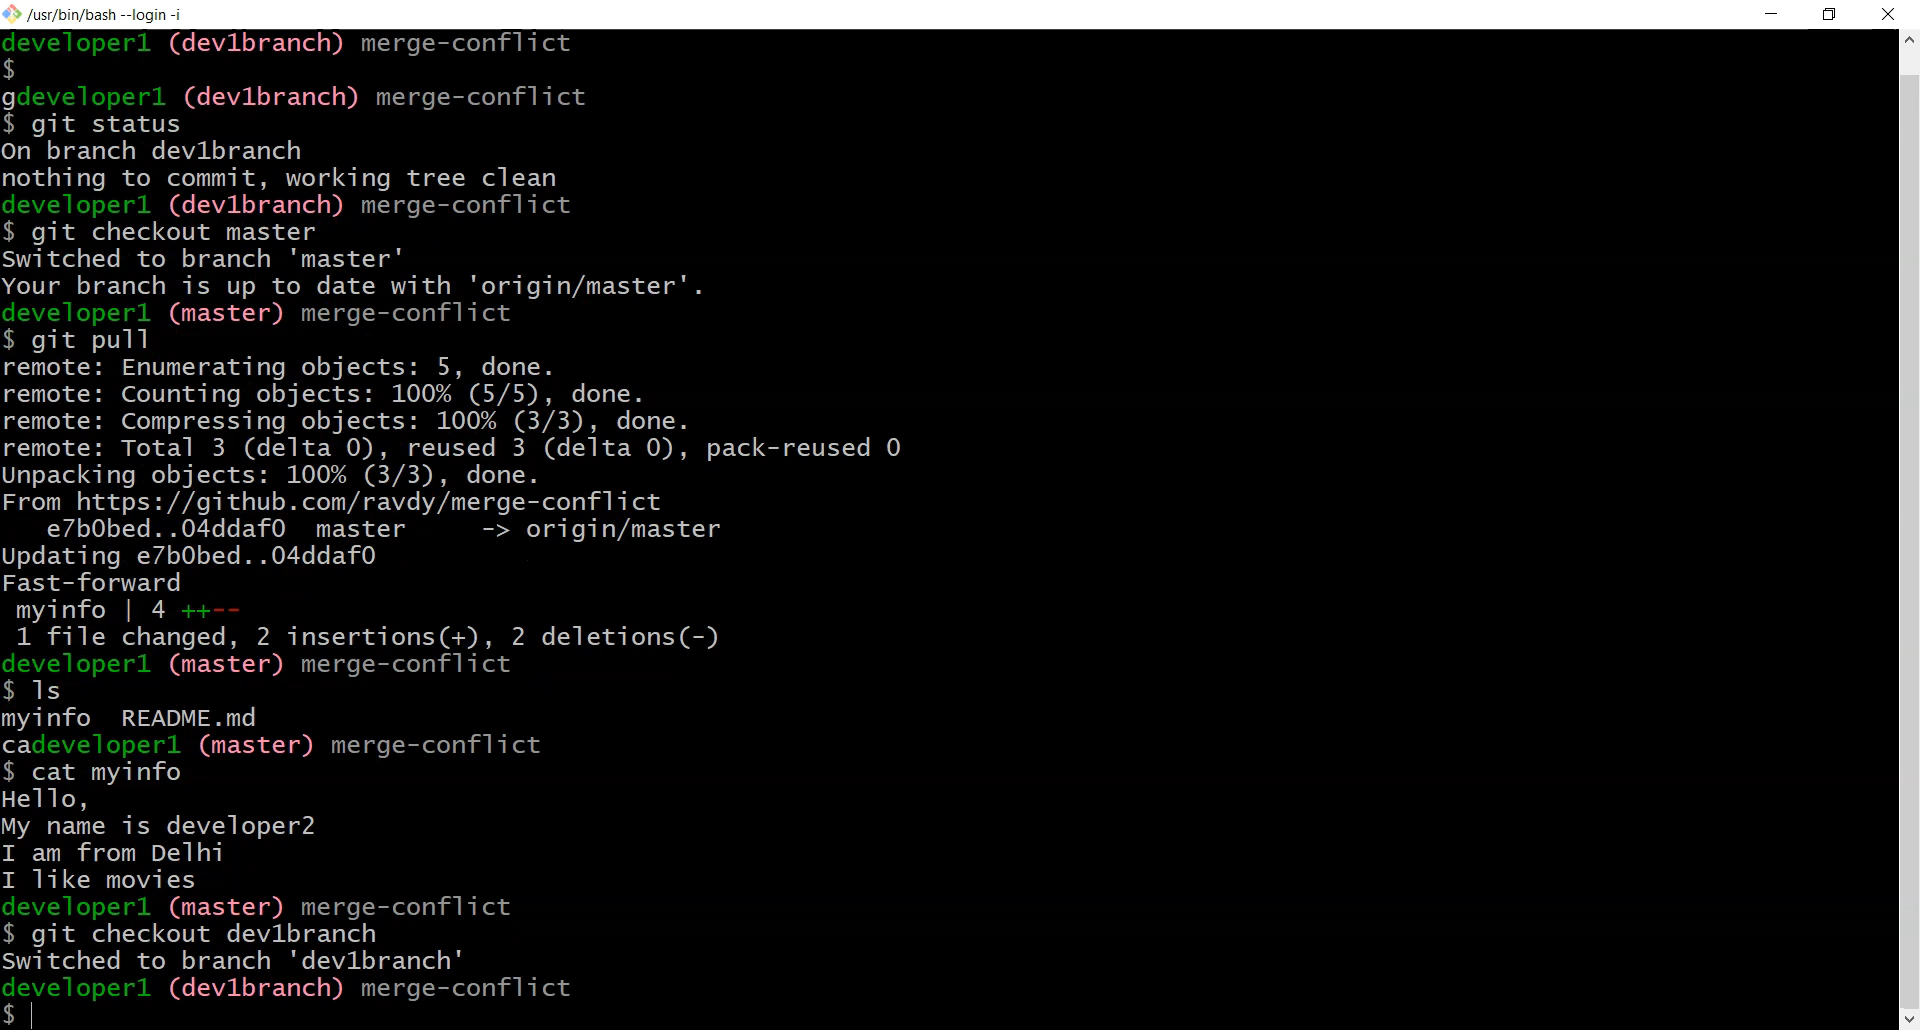 /usr/bin/bash --login -i
developer1 (dev1branch) merge-conflict
$
gdeveloper1 (dev1branch) merge-conflict
$ git status
On branch dev1branch
nothing to commit, working tree clean
developer1 (dev1branch) merge-conflict
$ git checkout master
Switched to branch 'master'
Your branch is up to date with 'origin/master'.
developer1 (master) merge-conflict
$ git pull
remote: Enumerating objects: 5, done.
remote: Counting objects: 100% (5/5), done.
remote: Compressing objects: 100% (3/3), done.
remote: Total 3 (delta 0), reused 3 (delta 0), pack-reused 0
Unpacking objects: 100% (3/3), done.
From https://github.com/ravdy/merge-conflict
   e7b0bed..04ddaf0  master     -> origin/master
Updating e7b0bed..04ddaf0
Fast-forward
 myinfo | 4 ++--
 1 file changed, 2 insertions(+), 2 deletions(-)
developer1 (master) merge-conflict
$ ls
myinfo  README.md
cadeveloper1 (master) merge-conflict
$ cat myinfo
Hello,
My name is developer2
I am from Delhi
I like movies
developer1 (master) merge-conflict
$ git checkout dev1branch
Switched to branch 'dev1branch'
developer1 (dev1branch) merge-conflict
$